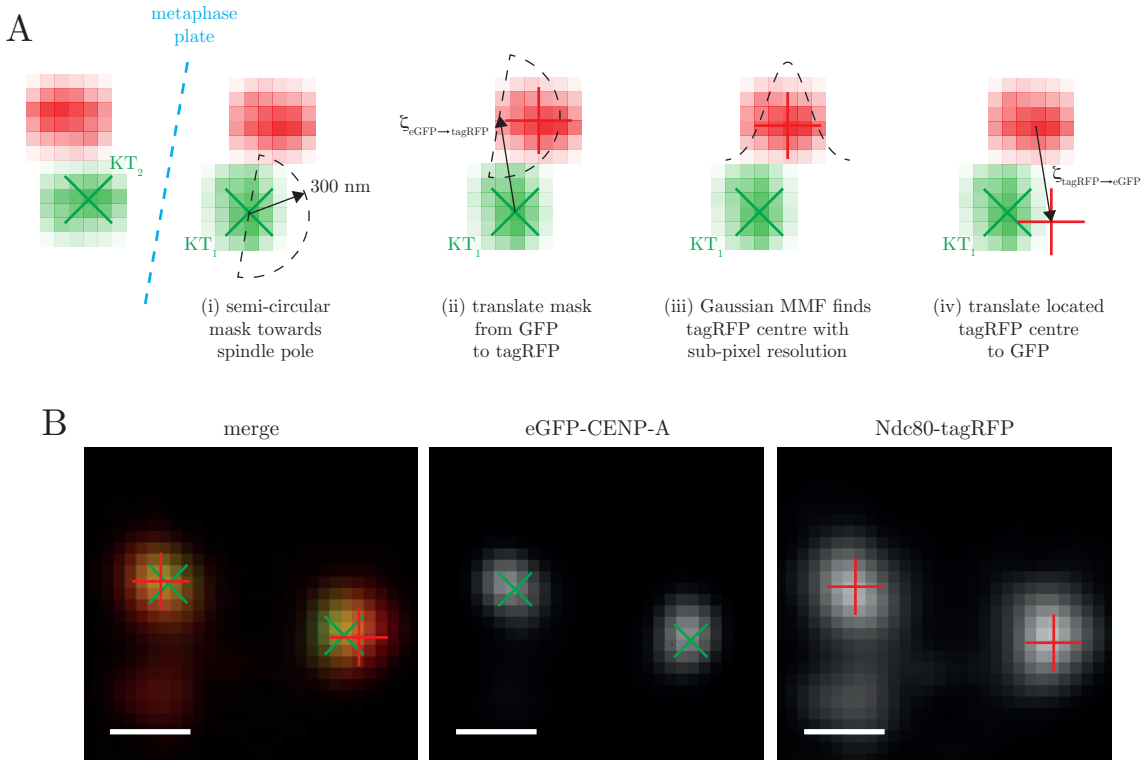 A
metaphase
plate
KT2
KT1
300 nm
(i) semi-circular
mask towards
spindle pole
ζeGFP→tagRFP
KT1
(ii) translate mask
from GFP
to tagRFP
KT1
(iii) Gaussian MMF finds
tagRFP centre with
sub-pixel resolution
ζtagRFP→eGFP
KT1
(iv) translate located
tagRFP centre
to GFP
B
merge
eGFP-CENP-A
Ndc80-tagRFP